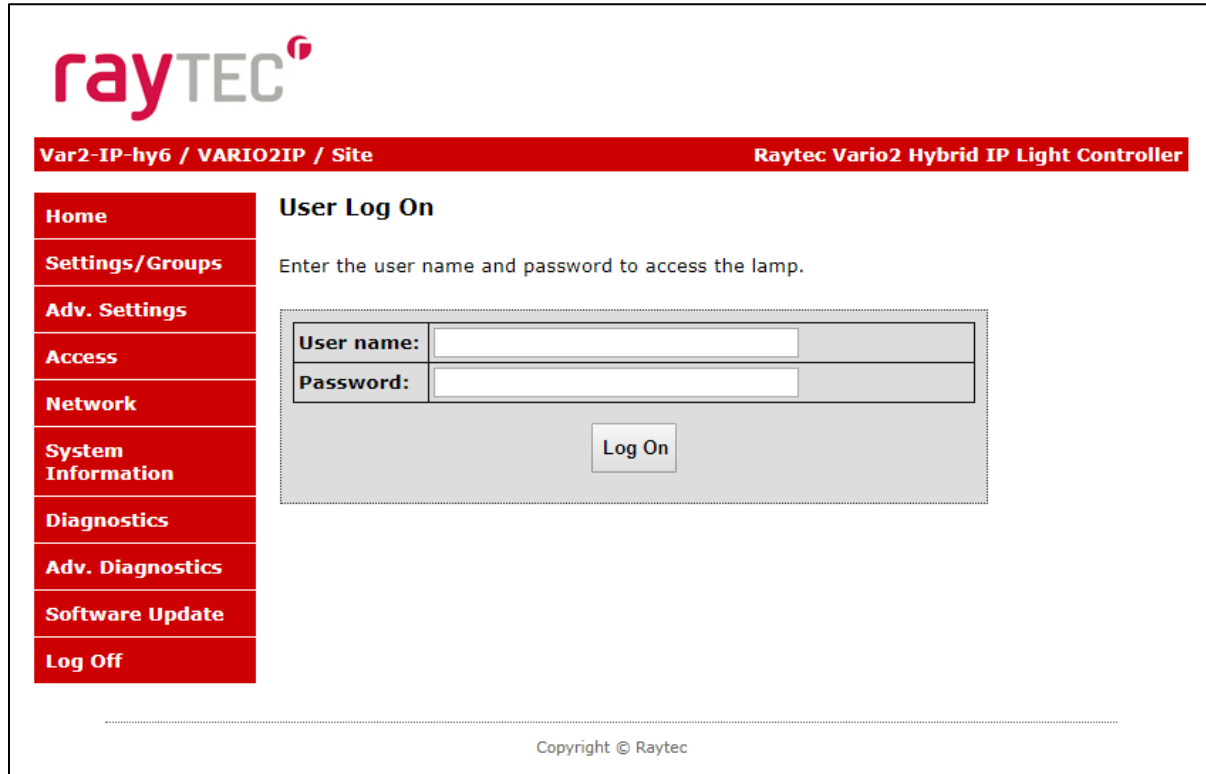 rayTEC
Var2-IP-hy6 / VARIO2IP / Site
Raytec Vario2 Hybrid IP Light Controller
Home
Settings/Groups
Adv. Settings
Access
Network
System
Information
Diagnostics
Adv. Diagnostics
Software Update
Log Off
User Log On
Enter the user name and password to access the lamp.
User name:
Password:
Log On
Copyright © Raytec